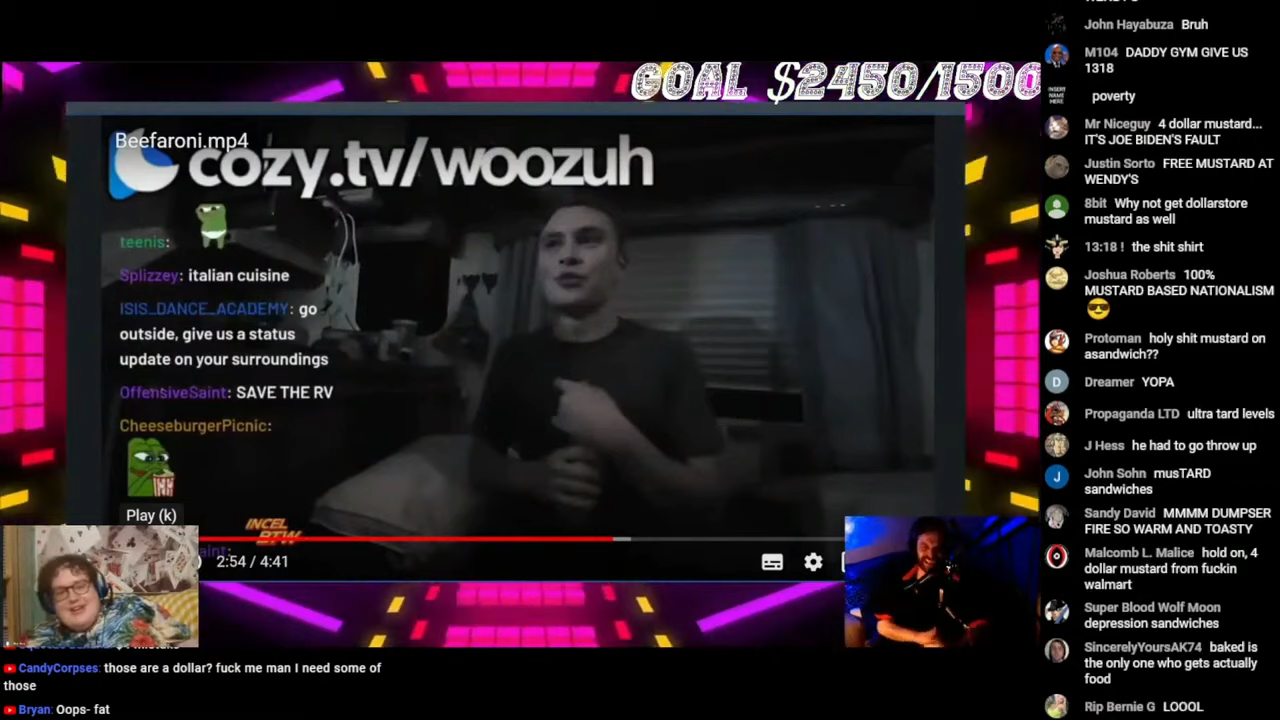 John Hayabuza Bruh
M104 DADDY GYM GIVE US
1318
poverty
Mr Niceguy 4 dollar mustard...
IT'S JOE BIDEN'S FAULT
Justin Sorto FREE MUSTARD AT
WENDY'S
8bit Why not get dollarstore
mustard as well
13:18 ! the shit shirt
Joshua Roberts 100%
MUSTARD BASED NATIONALISM
😎
Protoman holy shit mustard on
asandwich??
Dreamer YOPA
Propaganda LTD ultra tard levels
J Hess he had to go throw up
John Sohn musTARD
sandwiches
Sandy David MMMM DUMPSER
FIRE SO WARM AND TOASTY
Malcomb L. Malice hold on, 4
dollar mustard from fuckin
walmart
Super Blood Wolf Moon
depression sandwiches
SincerelyYoursAK74 baked is
the only one who gets actually
food
Rip Bernie G LOOOL
GOAL $2450/1500
Beefaroni.mp4
cozy.tv/woozuh
teenis:
Splizzey: italian cuisine
ISIS_DANCE_ACADEMY: go
outside, give us a status
update on your surroundings
OffensiveSaint: SAVE THE RV
CheeseburgerPicnic:
Play (k)
INCEL
BTW
2:54 / 4:41
CandyCorpses: those are a dollar? fuck me man I need some of
those
Bryan: Oops- fat